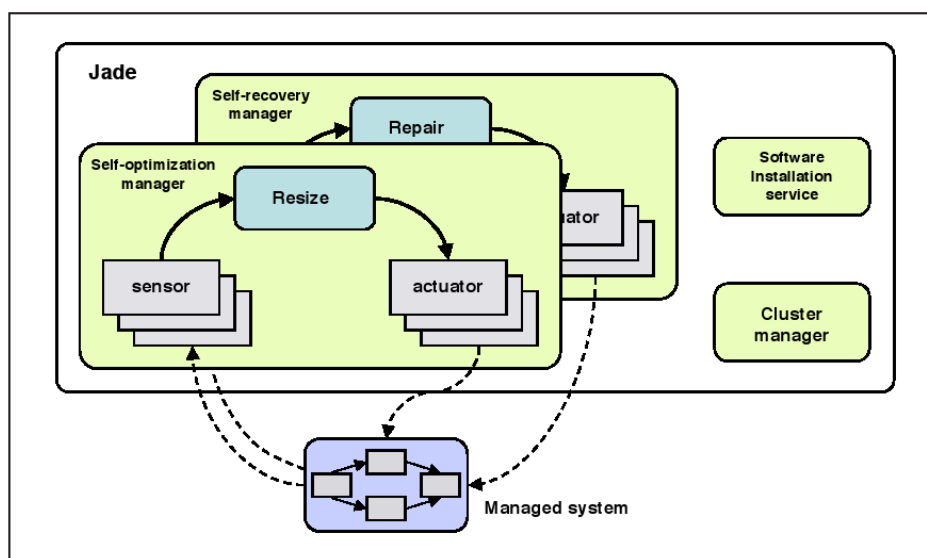 Jade
Self-recovery
manager
Repair
Self-optimization
manager
Resize
sensor
actuator
Software
Installation
service
Cluster
manager
Managed system